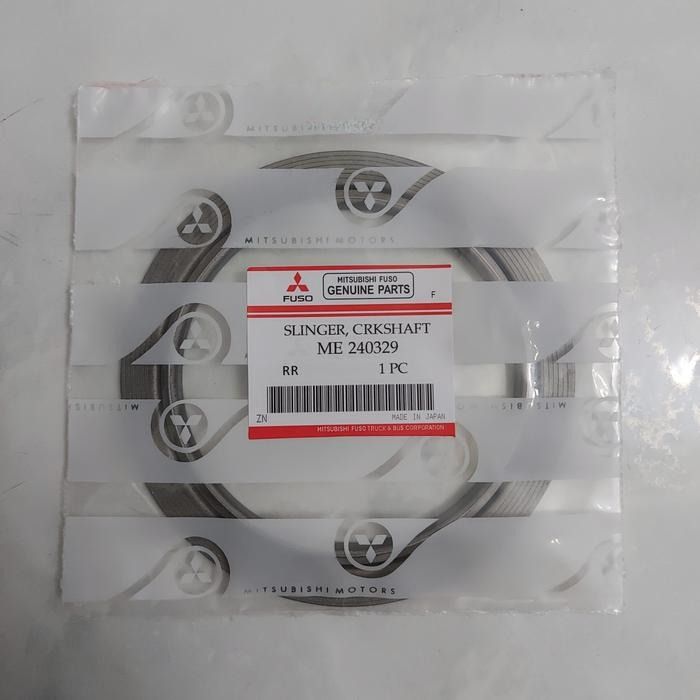 MITSUBISHI
MITSUBISHI MOTORS
FUSO
MITSUBISHI FUSO
GENUINE PARTS
F
SLINGER, CRKSHAFT
ME 240329
RR 1 PC
ZN MADE IN JAPAN
MITSUBISHI FUSO TRUCK & BUS CORPORATION
MITSUBISHI MOTORS